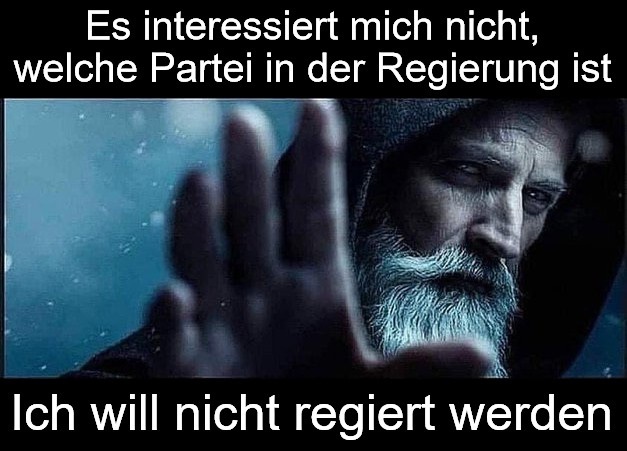 Es interessiert mich nicht,
welche Partei in der Regierung ist
Ich will nicht regiert werden